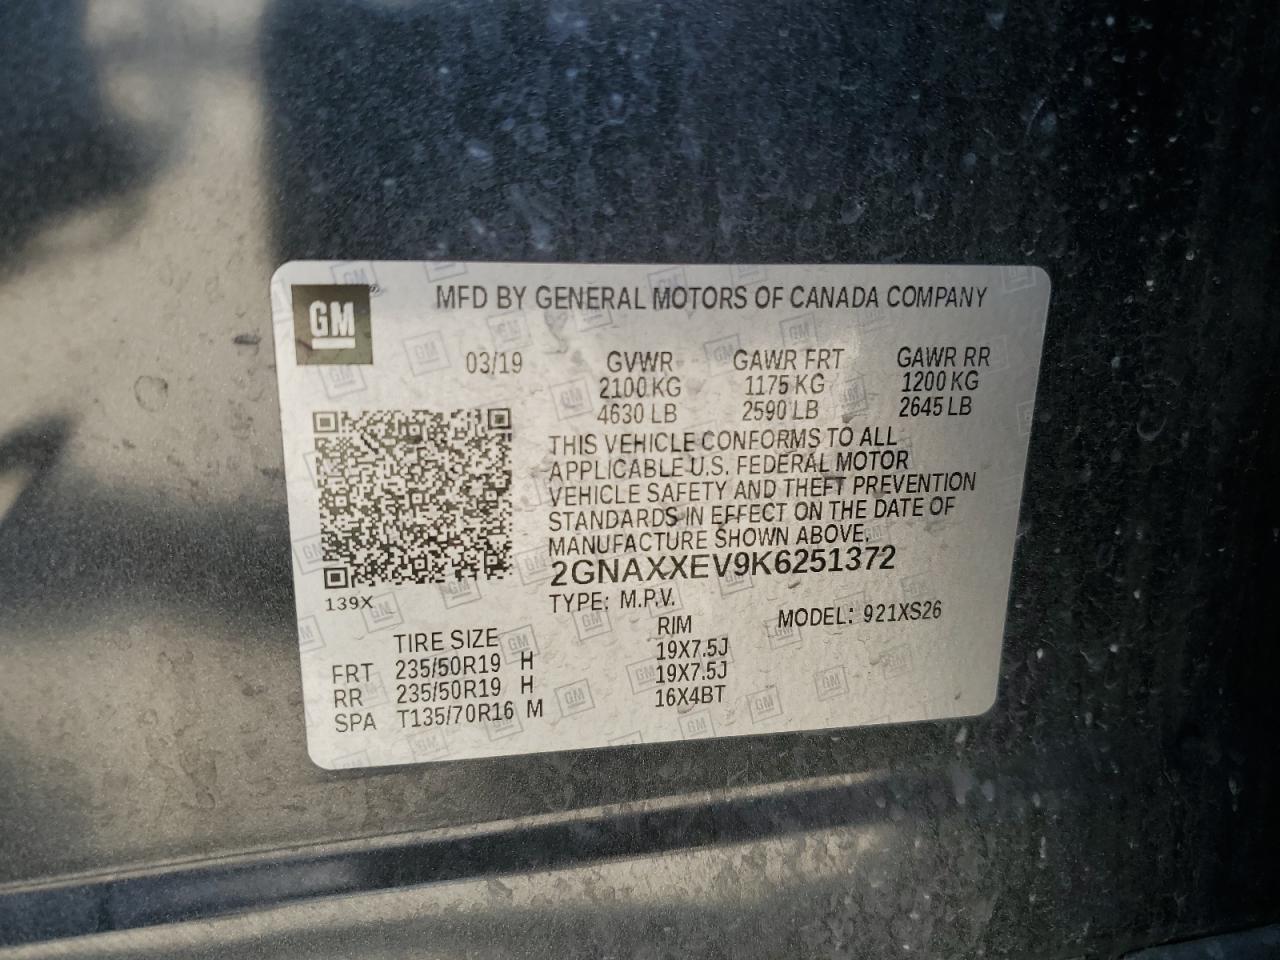 GM
MFD BY GENERAL MOTORS OF CANADA COMPANY
03/19 GVWR GAWR FRT GAWR RR
2100 KG 1175 KG 1200 KG
4630 LB 2590 LB 2645 LB
THIS VEHICLE CONFORMS TO ALL
APPLICABLE U.S. FEDERAL MOTOR
VEHICLE SAFETY AND THEFT PREVENTION
STANDARDS IN EFFECT ON THE DATE OF
MANUFACTURE SHOWN ABOVE.
2GNAXXEV9K6251372
139X
TYPE: M.P.V. MODEL: 921XS26
TIRE SIZE RIM
FRT 235/50R19 H 19X7.5J
RR 235/50R19 H 19X7.5J
SPA T135/70R16 M 16X4BT